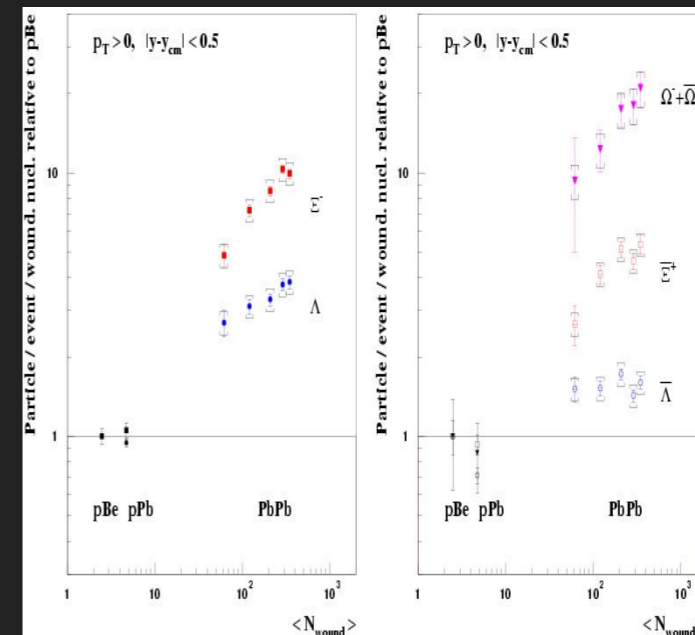 Particle / event / wound. nucl. relative to pBe
p_T > 0, |y-y_cm| < 0.5
10
1
Ξ⁻
Λ
pBe pPb PbPb
1 10 10² 10³
< N_wound >
Particle / event / wound. nucl. relative to pBe
p_T > 0, |y-y_cm| < 0.5
10
1
Ω⁻+Ω̅
Ξ̅⁺
Λ̅
pBe pPb PbPb
1 10 10² 10³
< N_wound >